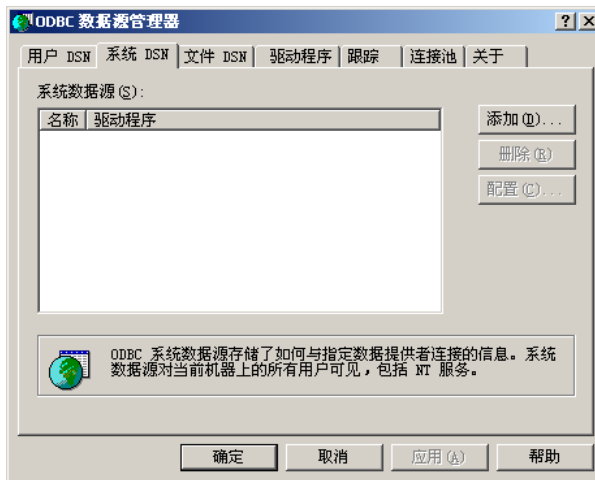 ODBC 数据源管理器
用户 DSN 系统 DSN 文件 DSN 驱动程序 跟踪 连接池 关于
系统数据源(S):
名称 驱动程序
添加(D)...
删除(R)
配置(C)...
ODBC 系统数据源存储了如何与指定数据提供者连接的信息。系统
数据源对当前机器上的所有用户可见，包括 NT 服务。
确定 取消 应用(A) 帮助